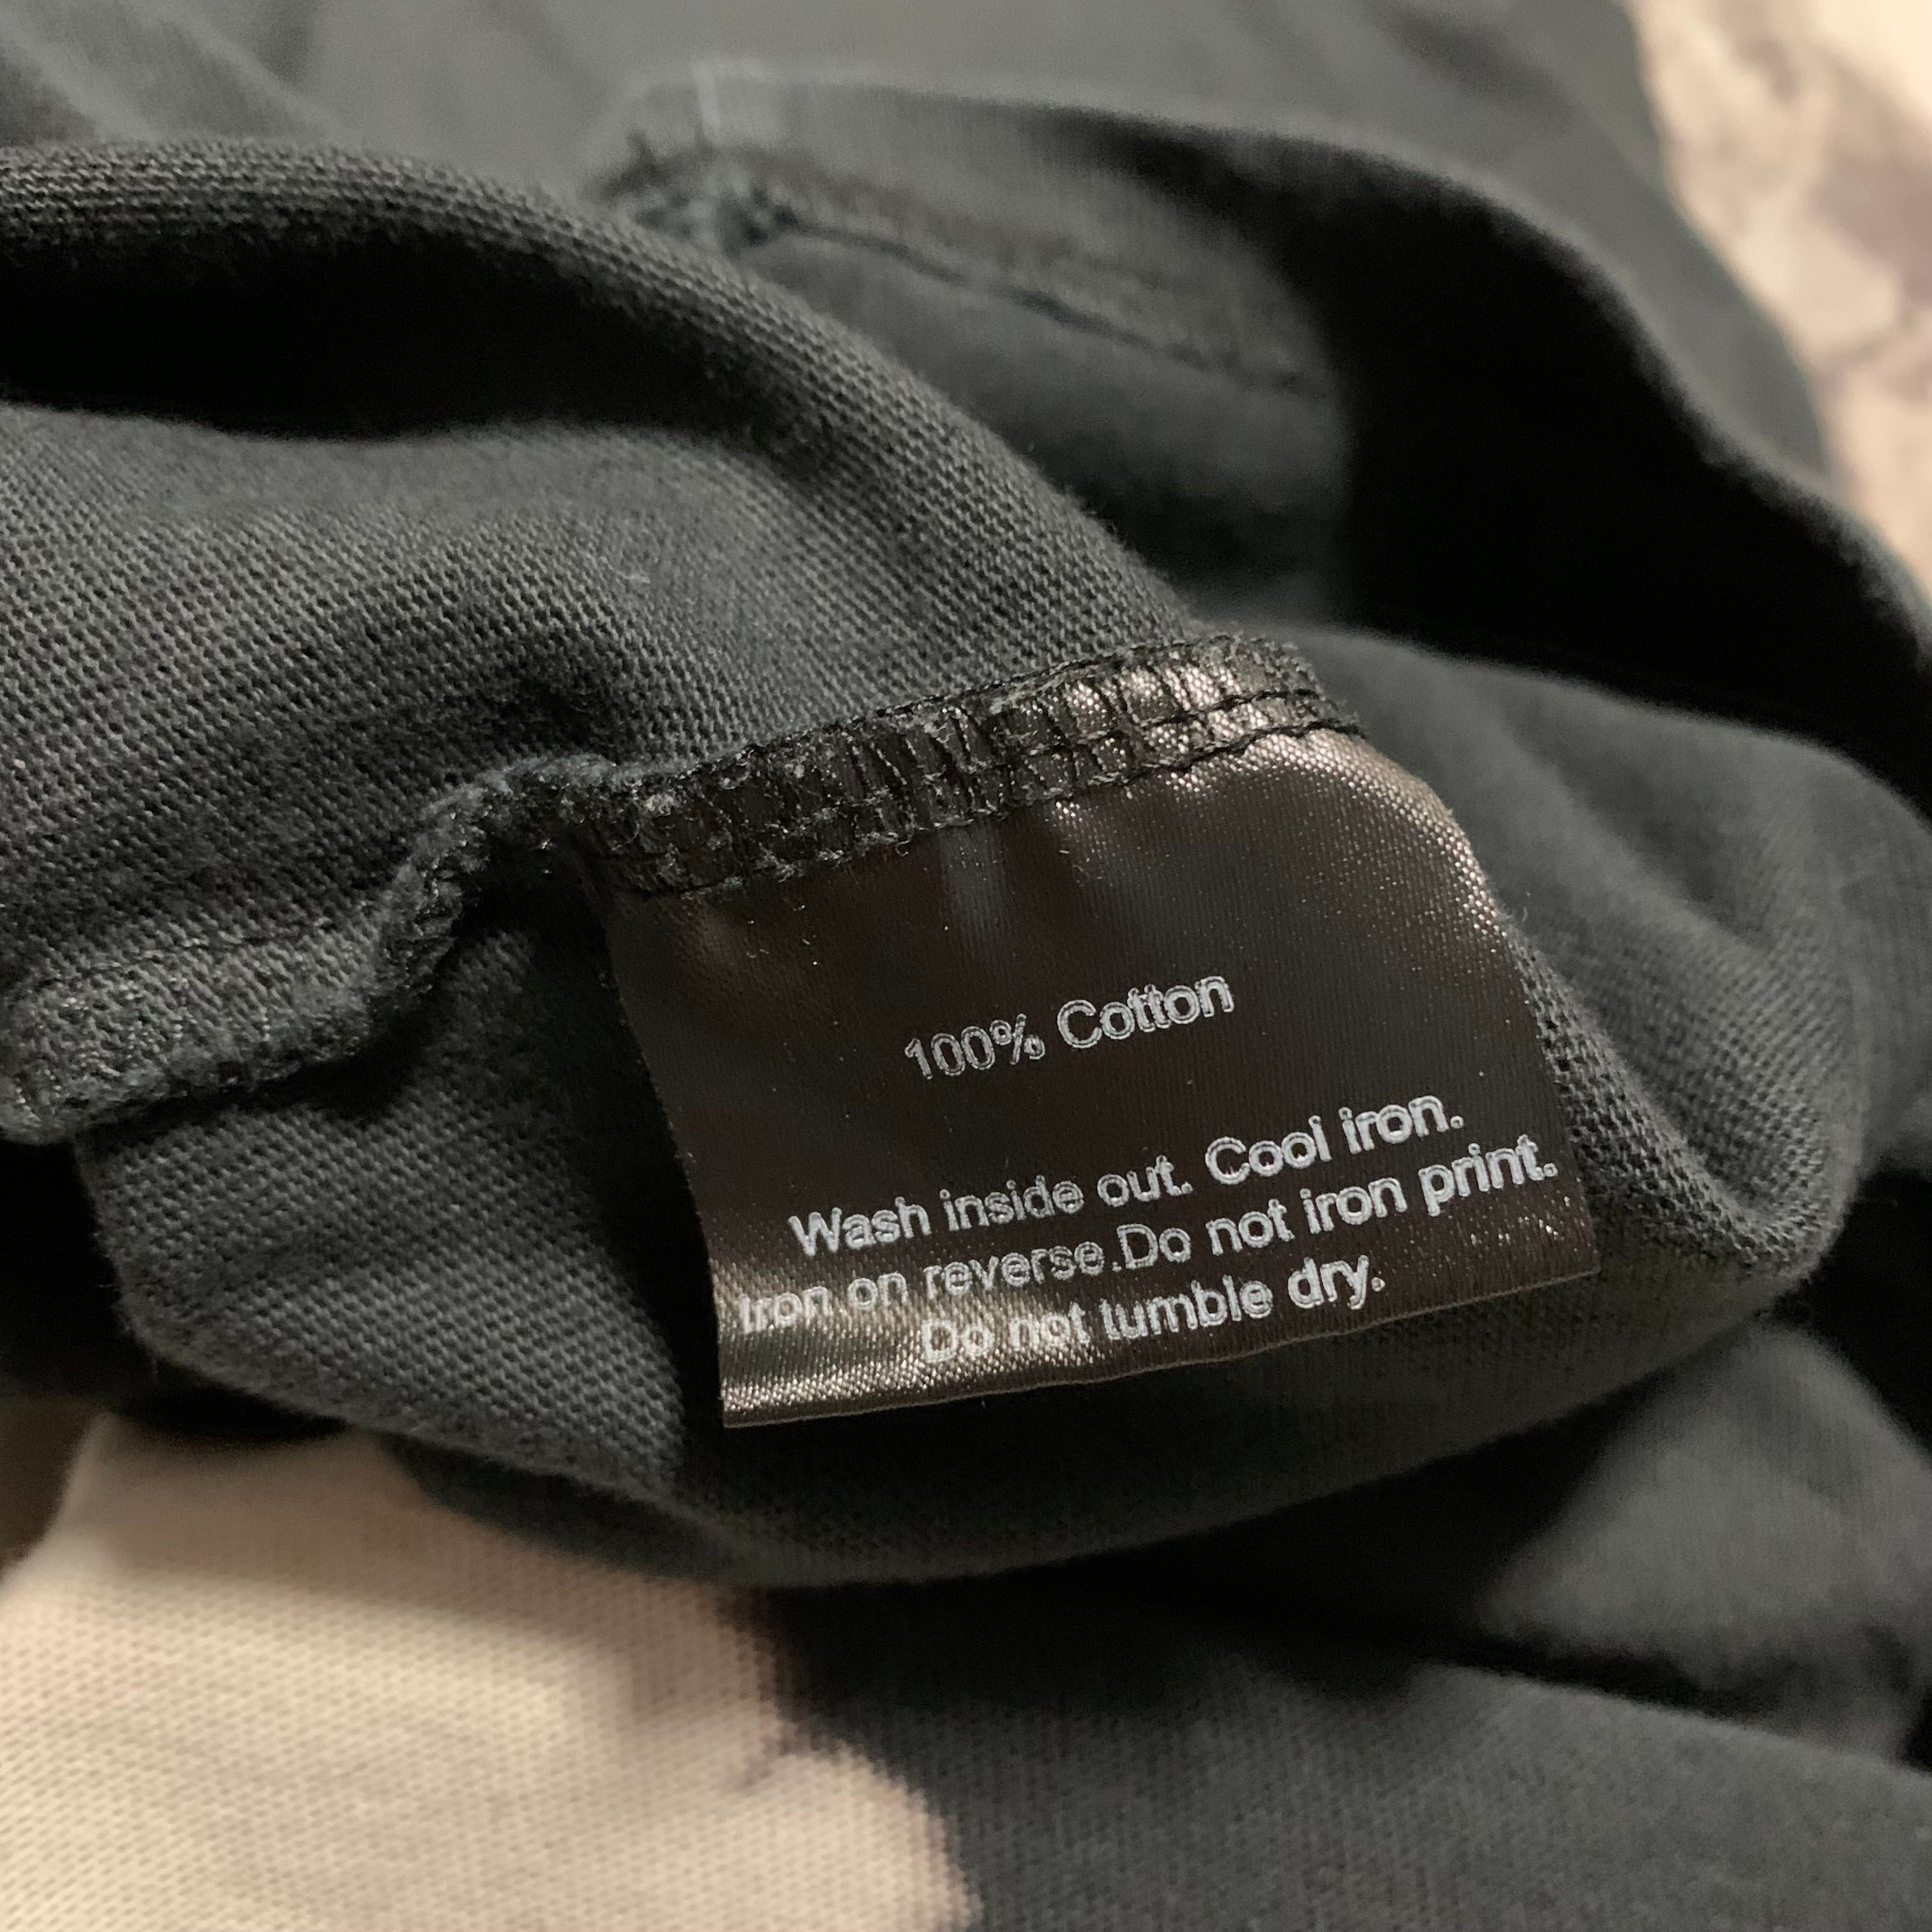 100% Cotton
Wash inside out. Cool iron.
Iron on reverse.Do not iron print.
Do not tumble dry.